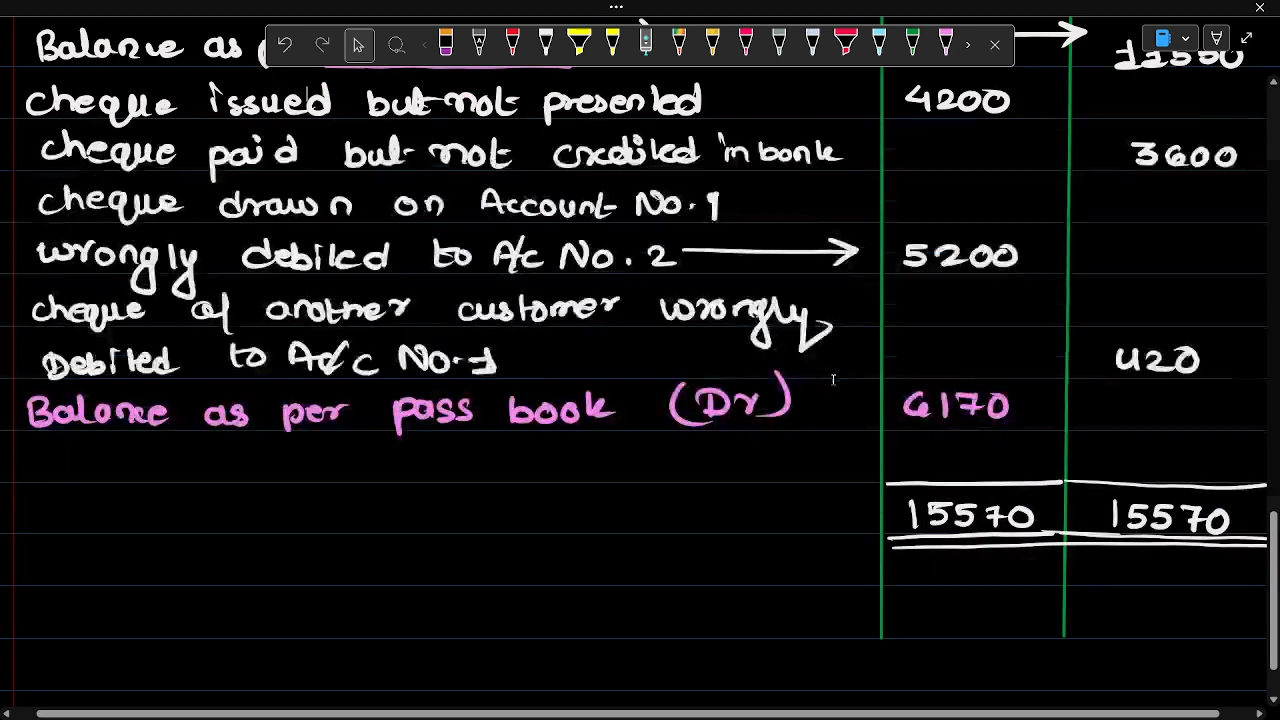 Balance as
11550
cheque issued but not presented 4200
cheque paid but not credited in bank 3600
cheque drawn on Account No. 1
wrongly debited to A/c No. 2 → 5200
cheque of another customer wrongly
Debited to A/c No. 1 420
Balance as per pass book (Dr) 6170
15570 15570